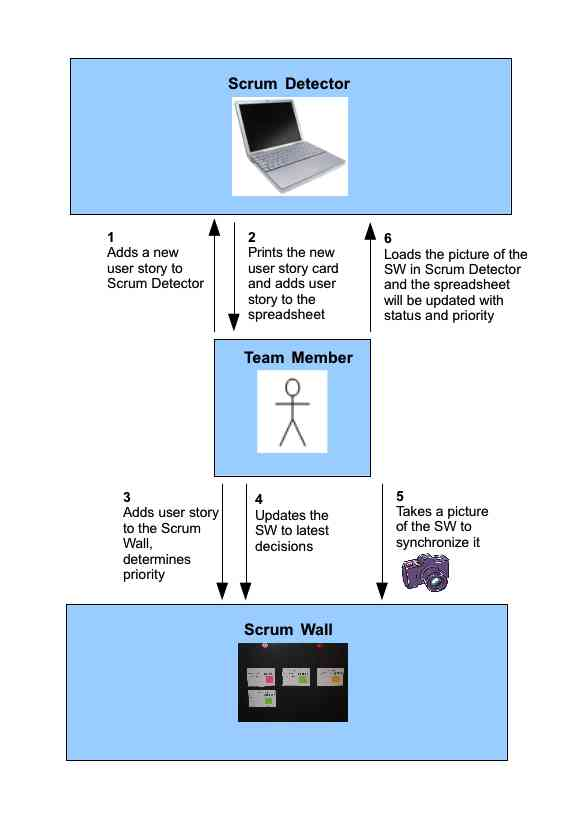 Scrum Detector
1
Adds a new
user story to
Scrum Detector
2
Prints the new
user story card
and adds user
story to the
spreadsheet
6
Loads the picture of the
SW in Scrum Detector
and the spreadsheet
will be updated with
status and priority
Team Member
3
Adds user story
to the Scrum
Wall,
determines
priority
4
Updates the
SW to latest
decisions
5
Takes a picture
of the SW to
synchronize it
Scrum Wall